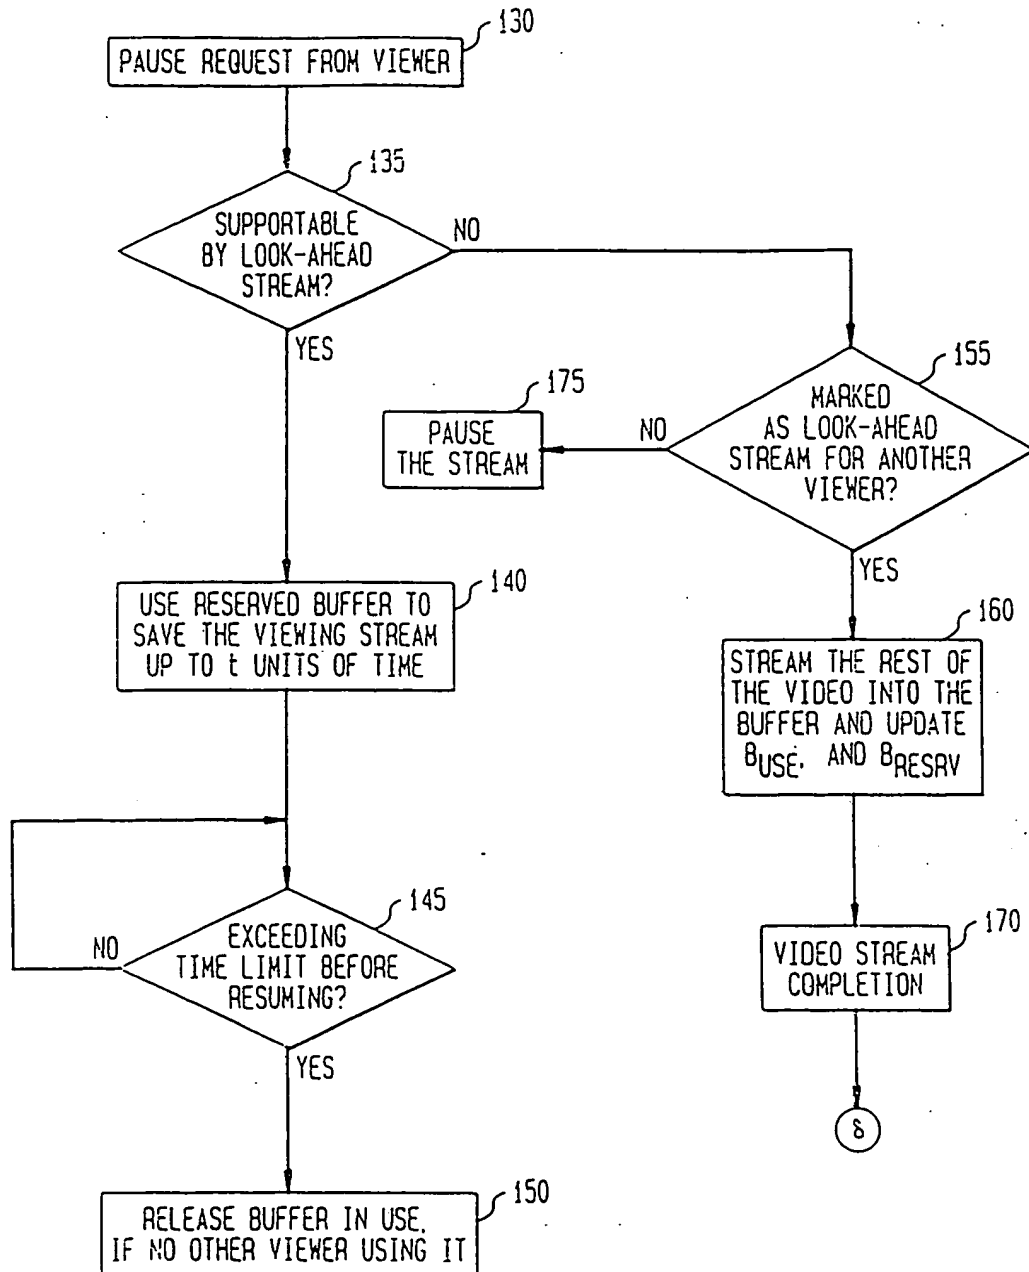 130
PAUSE REQUEST FROM VIEWER
135
SUPPORTABLE
BY LOOK-AHEAD
STREAM?
NO
YES
155
MARKED
AS LOOK-AHEAD
STREAM FOR ANOTHER
VIEWER?
NO
YES
175
PAUSE
THE STREAM
140
USE RESERVED BUFFER TO
SAVE THE VIEWING STREAM
UP TO t UNITS OF TIME
160
STREAM THE REST OF
THE VIDEO INTO THE
BUFFER AND UPDATE
BUSE, AND BRESRV
145
EXCEEDING
TIME LIMIT BEFORE
RESUMING?
NO
YES
170
VIDEO STREAM
COMPLETION
δ
150
RELEASE BUFFER IN USE,
IF NO OTHER VIEWER USING IT